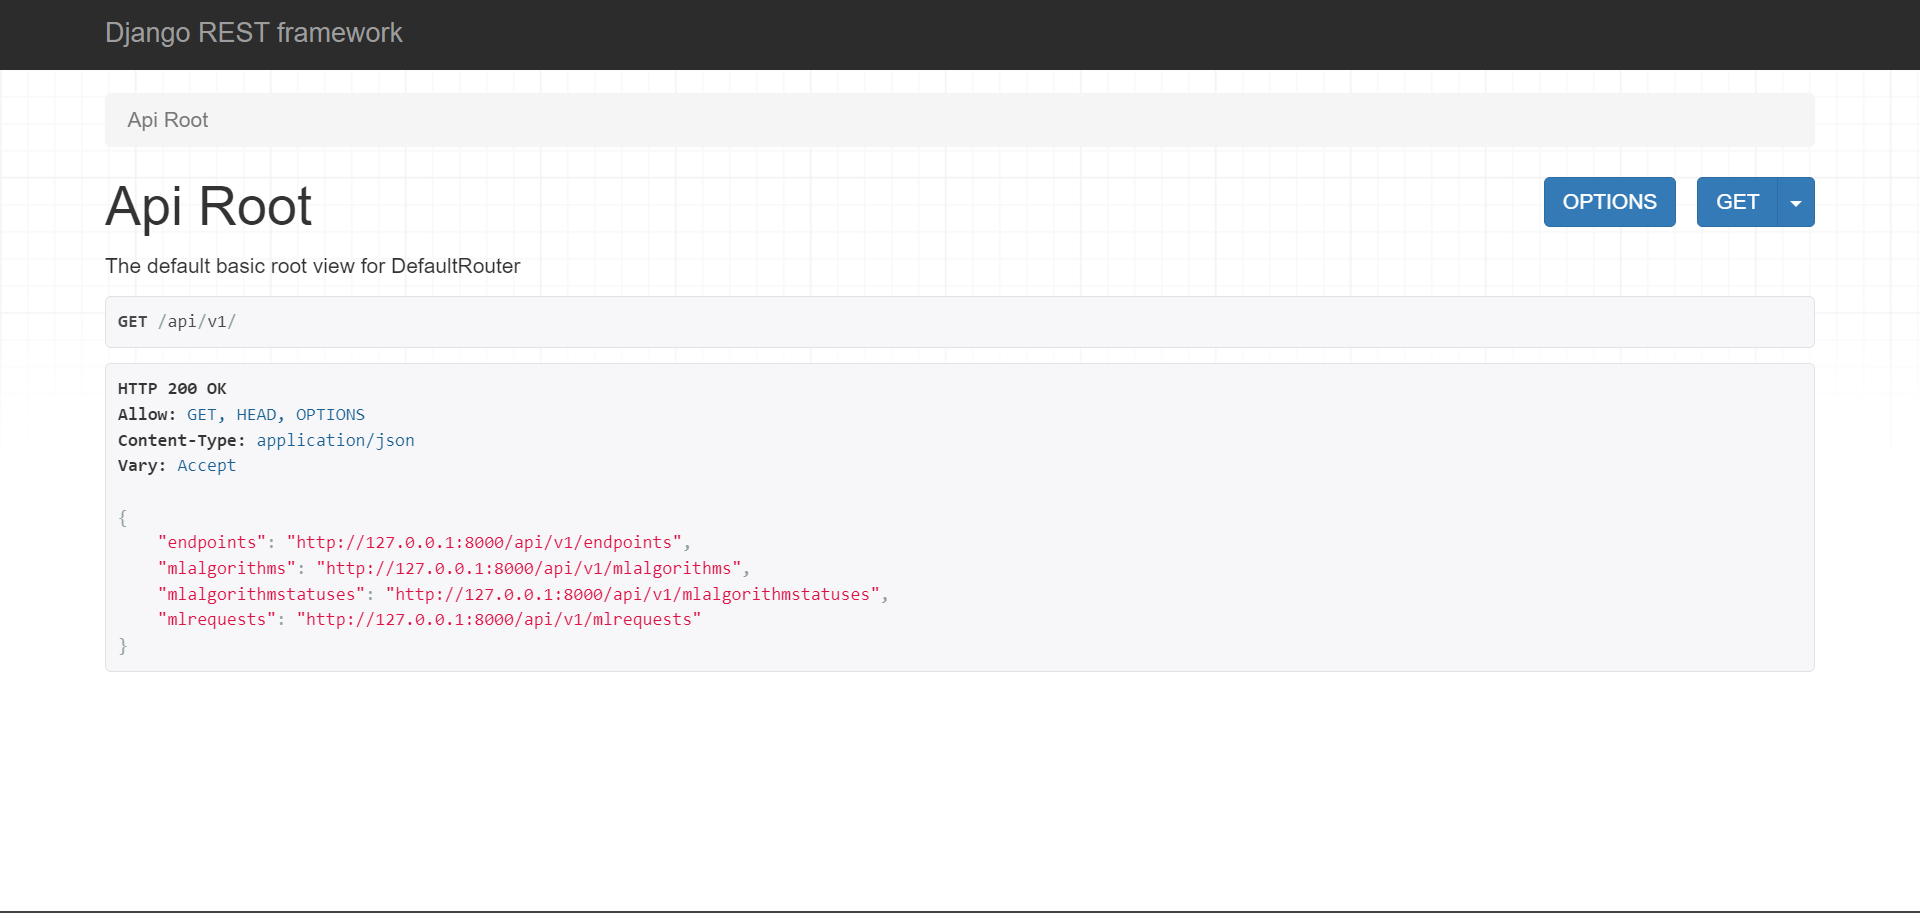 Django REST framework
Api Root
Api Root
OPTIONS
GET
The default basic root view for DefaultRouter
GET /api/v1/
HTTP 200 OK
Allow: GET, HEAD, OPTIONS
Content-Type: application/json
Vary: Accept
{
    "endpoints": "http://127.0.0.1:8000/api/v1/endpoints",
    "mlalgorithms": "http://127.0.0.1:8000/api/v1/mlalgorithms",
    "mlalgorithmstatuses": "http://127.0.0.1:8000/api/v1/mlalgorithmstatuses",
    "mlrequests": "http://127.0.0.1:8000/api/v1/mlrequests"
}